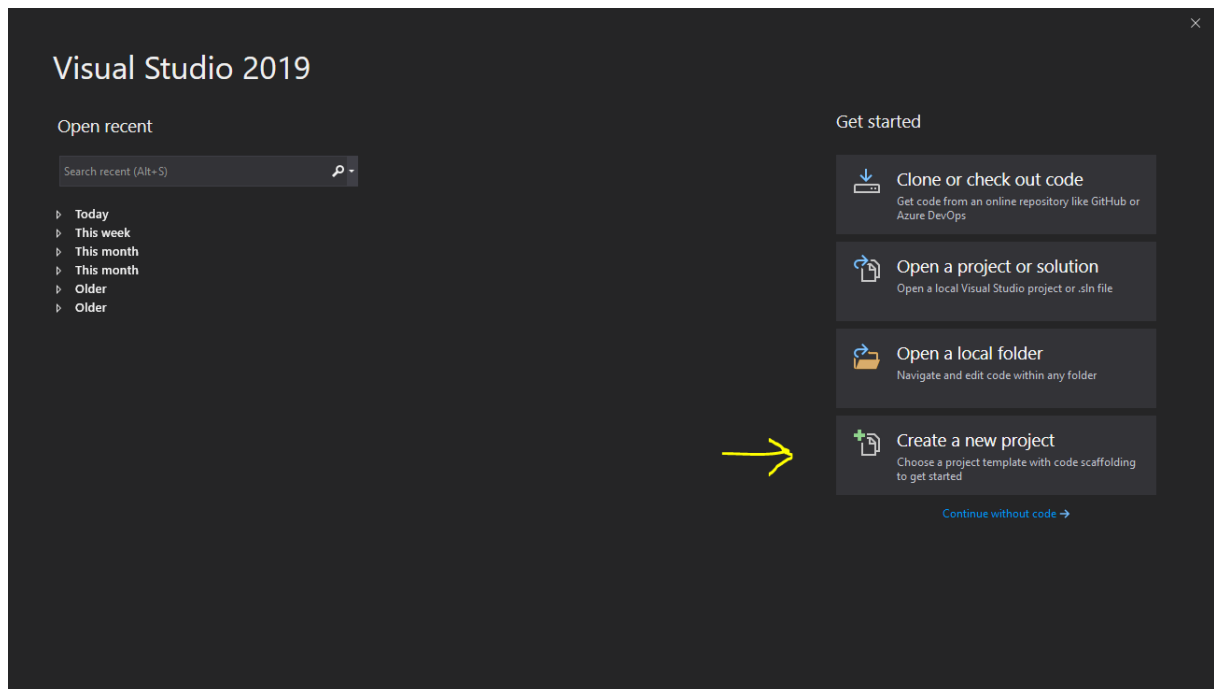 Visual Studio 2019
Open recent
Search recent (Alt+S)
Today
This week
This month
This month
Older
Older
Get started
Clone or check out code
Get code from an online repository like GitHub or
Azure DevOps
Open a project or solution
Open a local Visual Studio project or .sln file
Open a local folder
Navigate and edit code within any folder
Create a new project
Choose a project template with code scaffolding
to get started
Continue without code →